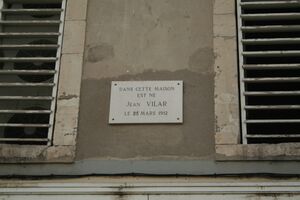 DANS CETTE MAISON
EST NÉ
JEAN VILAR
LE 25 MARS 1912